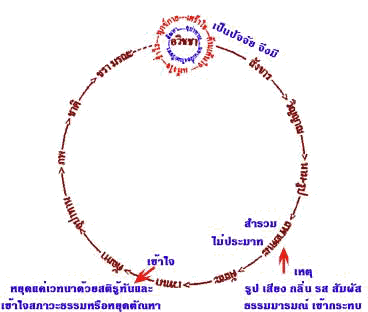 อวิชชา
เป็นปัจจัย จึงมี
สังขาร
วิญญาณ
นาม-รูป
สฬายตนะ
ผัสสะ
เวทนา
ตัณหา
อุปาทาน
ภพ
ชาติ
ชรา มรณะ
สำรวม
ไม่ประมาท
เหตุ
รูป เสียง กลิ่น รส สัมผัส
ธรรมมารมณ์ เข้ากระทบ
เข้าใจ
หยุดแค่เวทนาด้วยสติรู้ทันและ
เข้าใจสภาวะธรรมหรือหยุดตัณหา